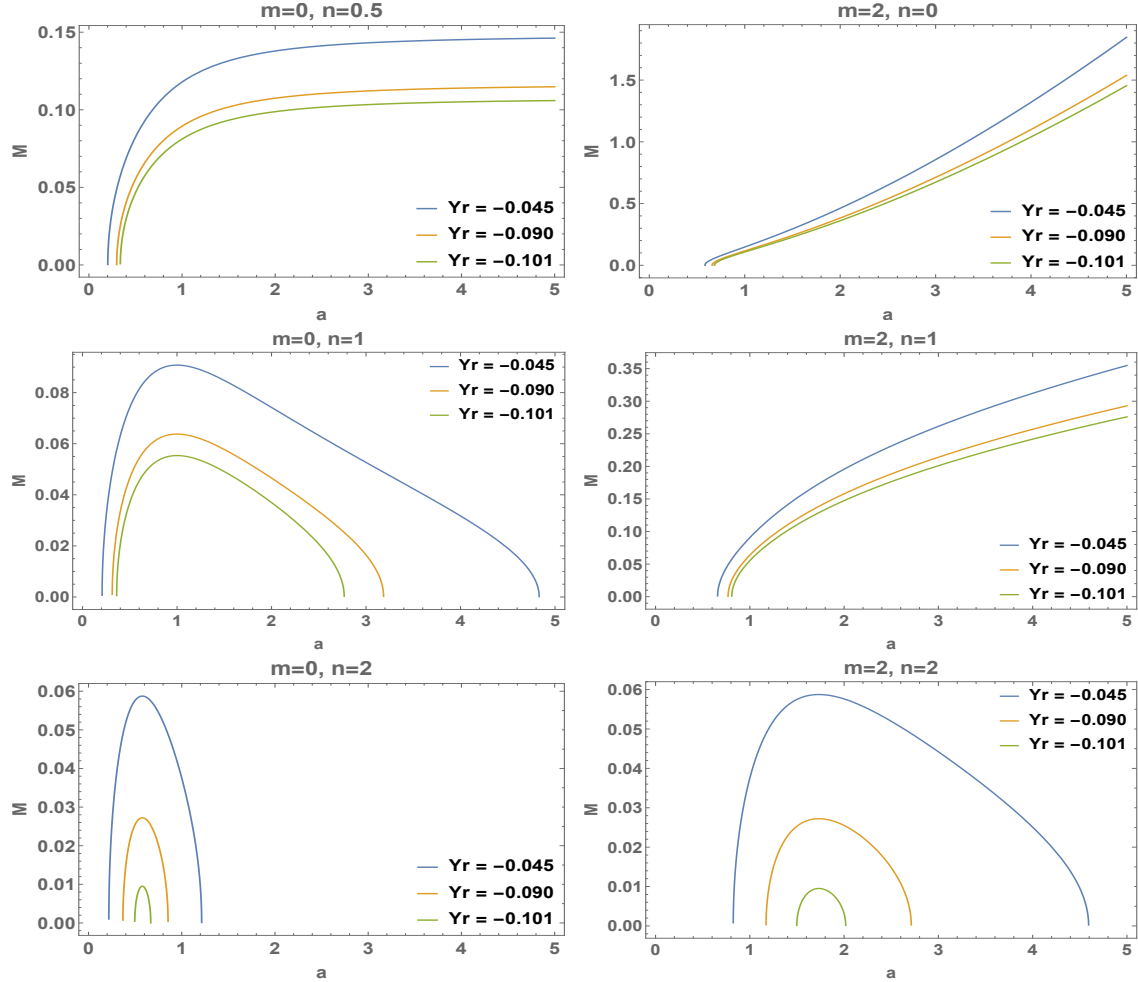 m=0, n=0.5
0.15
0.10
0.05
0.00
M
0 1 2 3 4 5
a
Yr = −0.045
Yr = −0.090
Yr = −0.101
m=2, n=0
1.5
1.0
0.5
0.0
M
0 1 2 3 4 5
a
Yr = −0.045
Yr = −0.090
Yr = −0.101
m=0, n=1
0.08
0.06
0.04
0.02
0.00
M
0 1 2 3 4 5
a
Yr = −0.045
Yr = −0.090
Yr = −0.101
m=2, n=1
0.35
0.30
0.25
0.20
0.15
0.10
0.05
0.00
M
0 1 2 3 4 5
a
Yr = −0.045
Yr = −0.090
Yr = −0.101
m=0, n=2
0.06
0.05
0.04
0.03
0.02
0.01
0.00
M
0 1 2 3 4 5
a
Yr = −0.045
Yr = −0.090
Yr = −0.101
m=2, n=2
0.06
0.05
0.04
0.03
0.02
0.01
0.00
M
0 1 2 3 4 5
a
Yr = −0.045
Yr = −0.090
Yr = −0.101